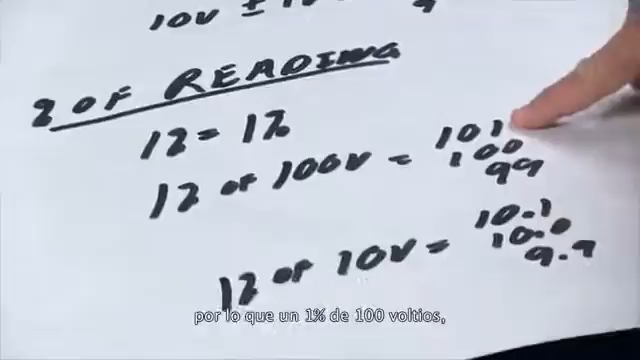 10V ±
% OF READING
1% = 1%
1% of 100V = 101
100
99
1% of 10V = 10.1
10.0
9.9
por lo que un 1% de 100 voltios,